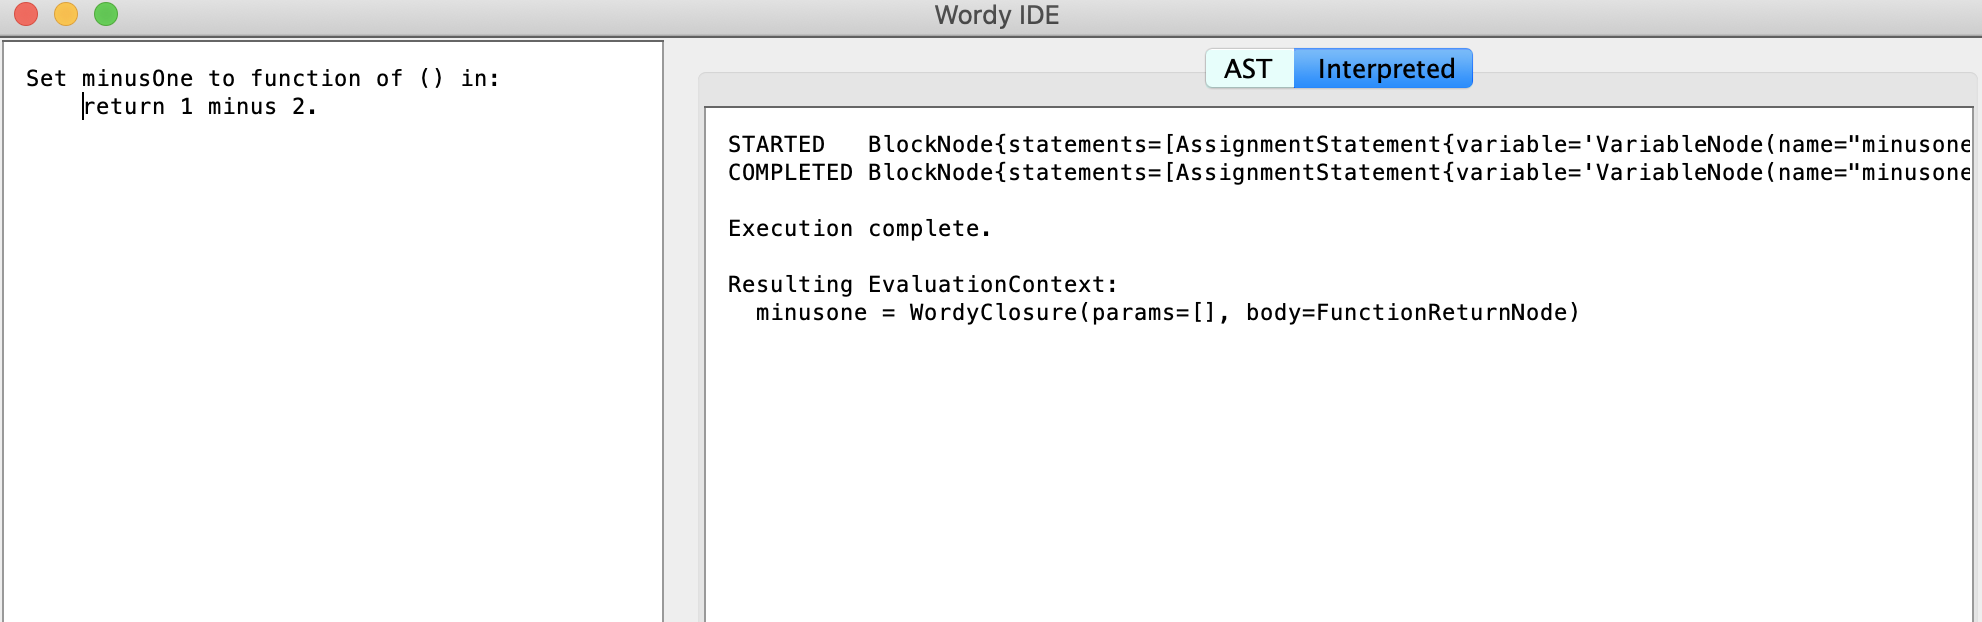 Wordy IDE
Set minusOne to function of () in:
    return 1 minus 2.
AST Interpreted
STARTED   BlockNode{statements=[AssignmentStatement{variable='VariableNode(name="minusone
COMPLETED BlockNode{statements=[AssignmentStatement{variable='VariableNode(name="minusone
Execution complete.
Resulting EvaluationContext:
  minusone = WordyClosure(params=[], body=FunctionReturnNode)